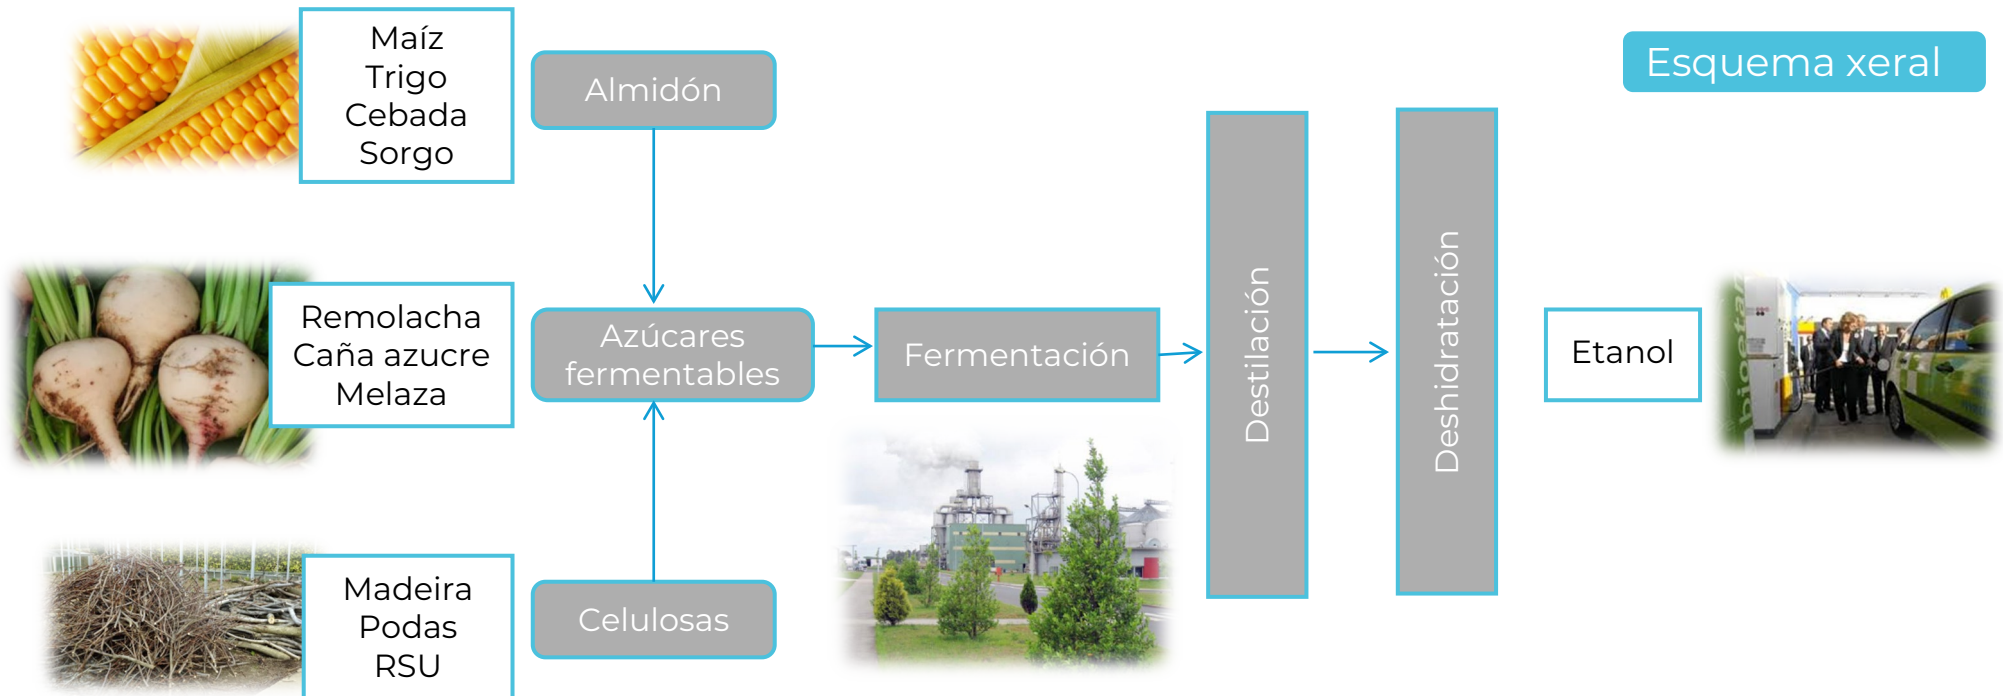 Esquema xeral
Maíz
Trigo
Cebada
Sorgo
Almidón
Remolacha
Caña azucre
Melaza
Azúcares
fermentables
Fermentación
Destilación
Deshidratación
Etanol
bioetan
Madeira
Podas
RSU
Celulosas